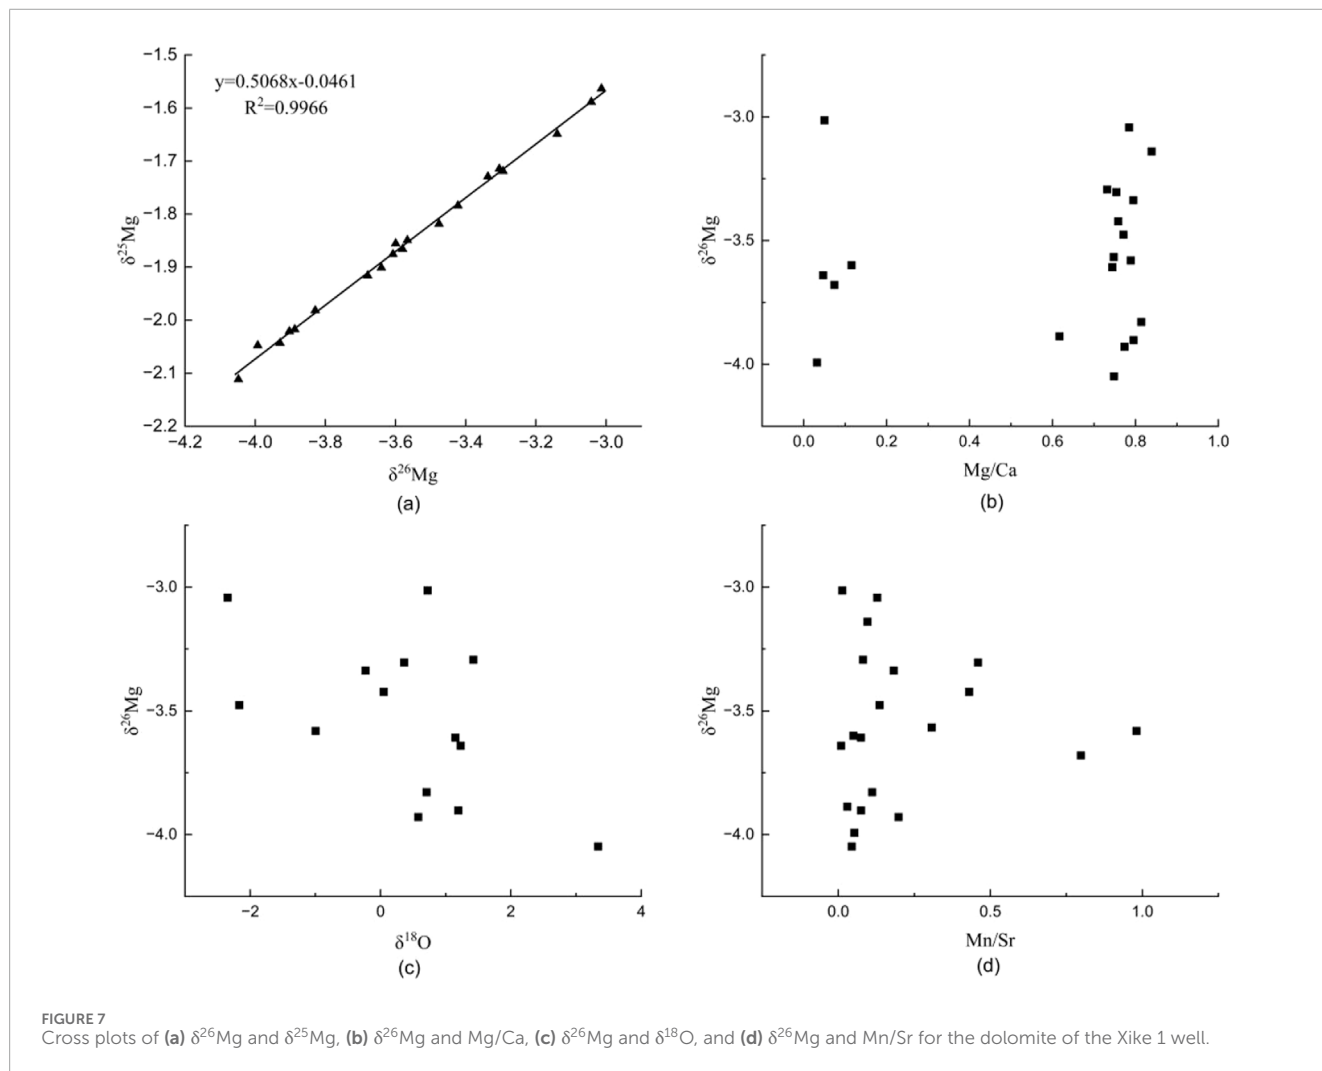 y=0.5068x-0.0461
R²=0.9966
−1.5
−1.6
−1.7
−1.8
−1.9
−2.0
−2.1
−2.2
δ²⁵Mg
−4.2 −4.0 −3.8 −3.6 −3.4 −3.2 −3.0
δ²⁶Mg
(a)
−3.0
−3.5
−4.0
δ²⁶Mg
0.0 0.2 0.4 0.6 0.8 1.0
Mg/Ca
(b)
−3.0
−3.5
−4.0
δ²⁶Mg
−2 0 2 4
δ¹⁸O
(c)
−3.0
−3.5
−4.0
δ²⁶Mg
0.0 0.5 1.0
Mn/Sr
(d)
FIGURE 7
Cross plots of (a) δ²⁶Mg and δ²⁵Mg, (b) δ²⁶Mg and Mg/Ca, (c) δ²⁶Mg and δ¹⁸O, and (d) δ²⁶Mg and Mn/Sr for the dolomite of the Xike 1 well.